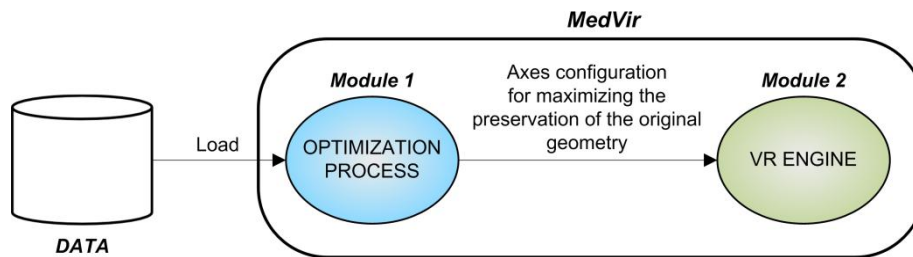 MedVir
Module 1
Axes configuration
for maximizing the
preservation of the original
geometry
Module 2
Load
OPTIMIZATION
PROCESS
VR ENGINE
DATA